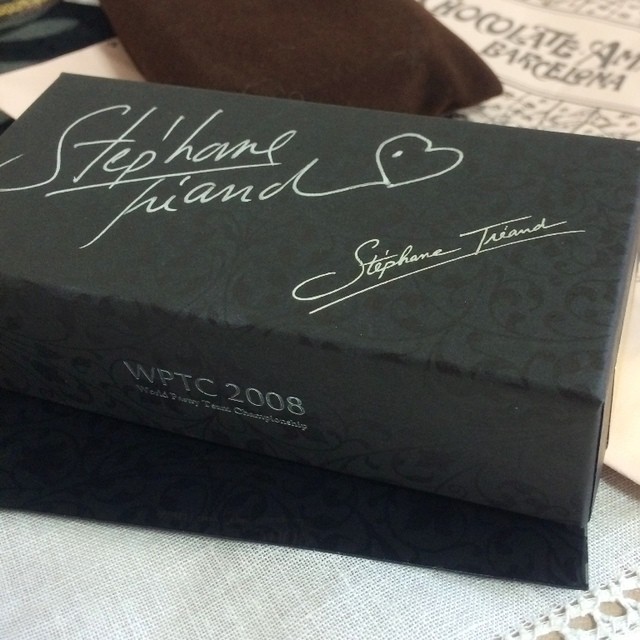 CHOCOLATE AM
BARCELONA
Stéphane
Tréand
Stéphane Tréand
WPTC 2008
World Pastry Team Championship